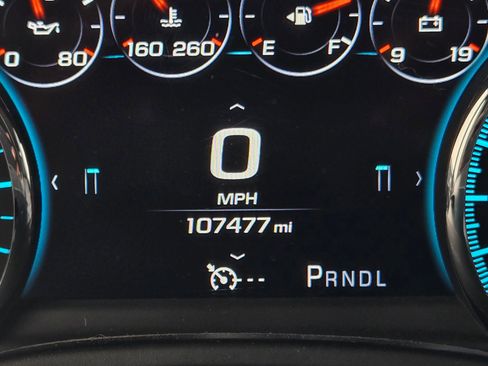 0 80 160 260 E F 9 19
0
MPH
107477 mi
--- PRNDL